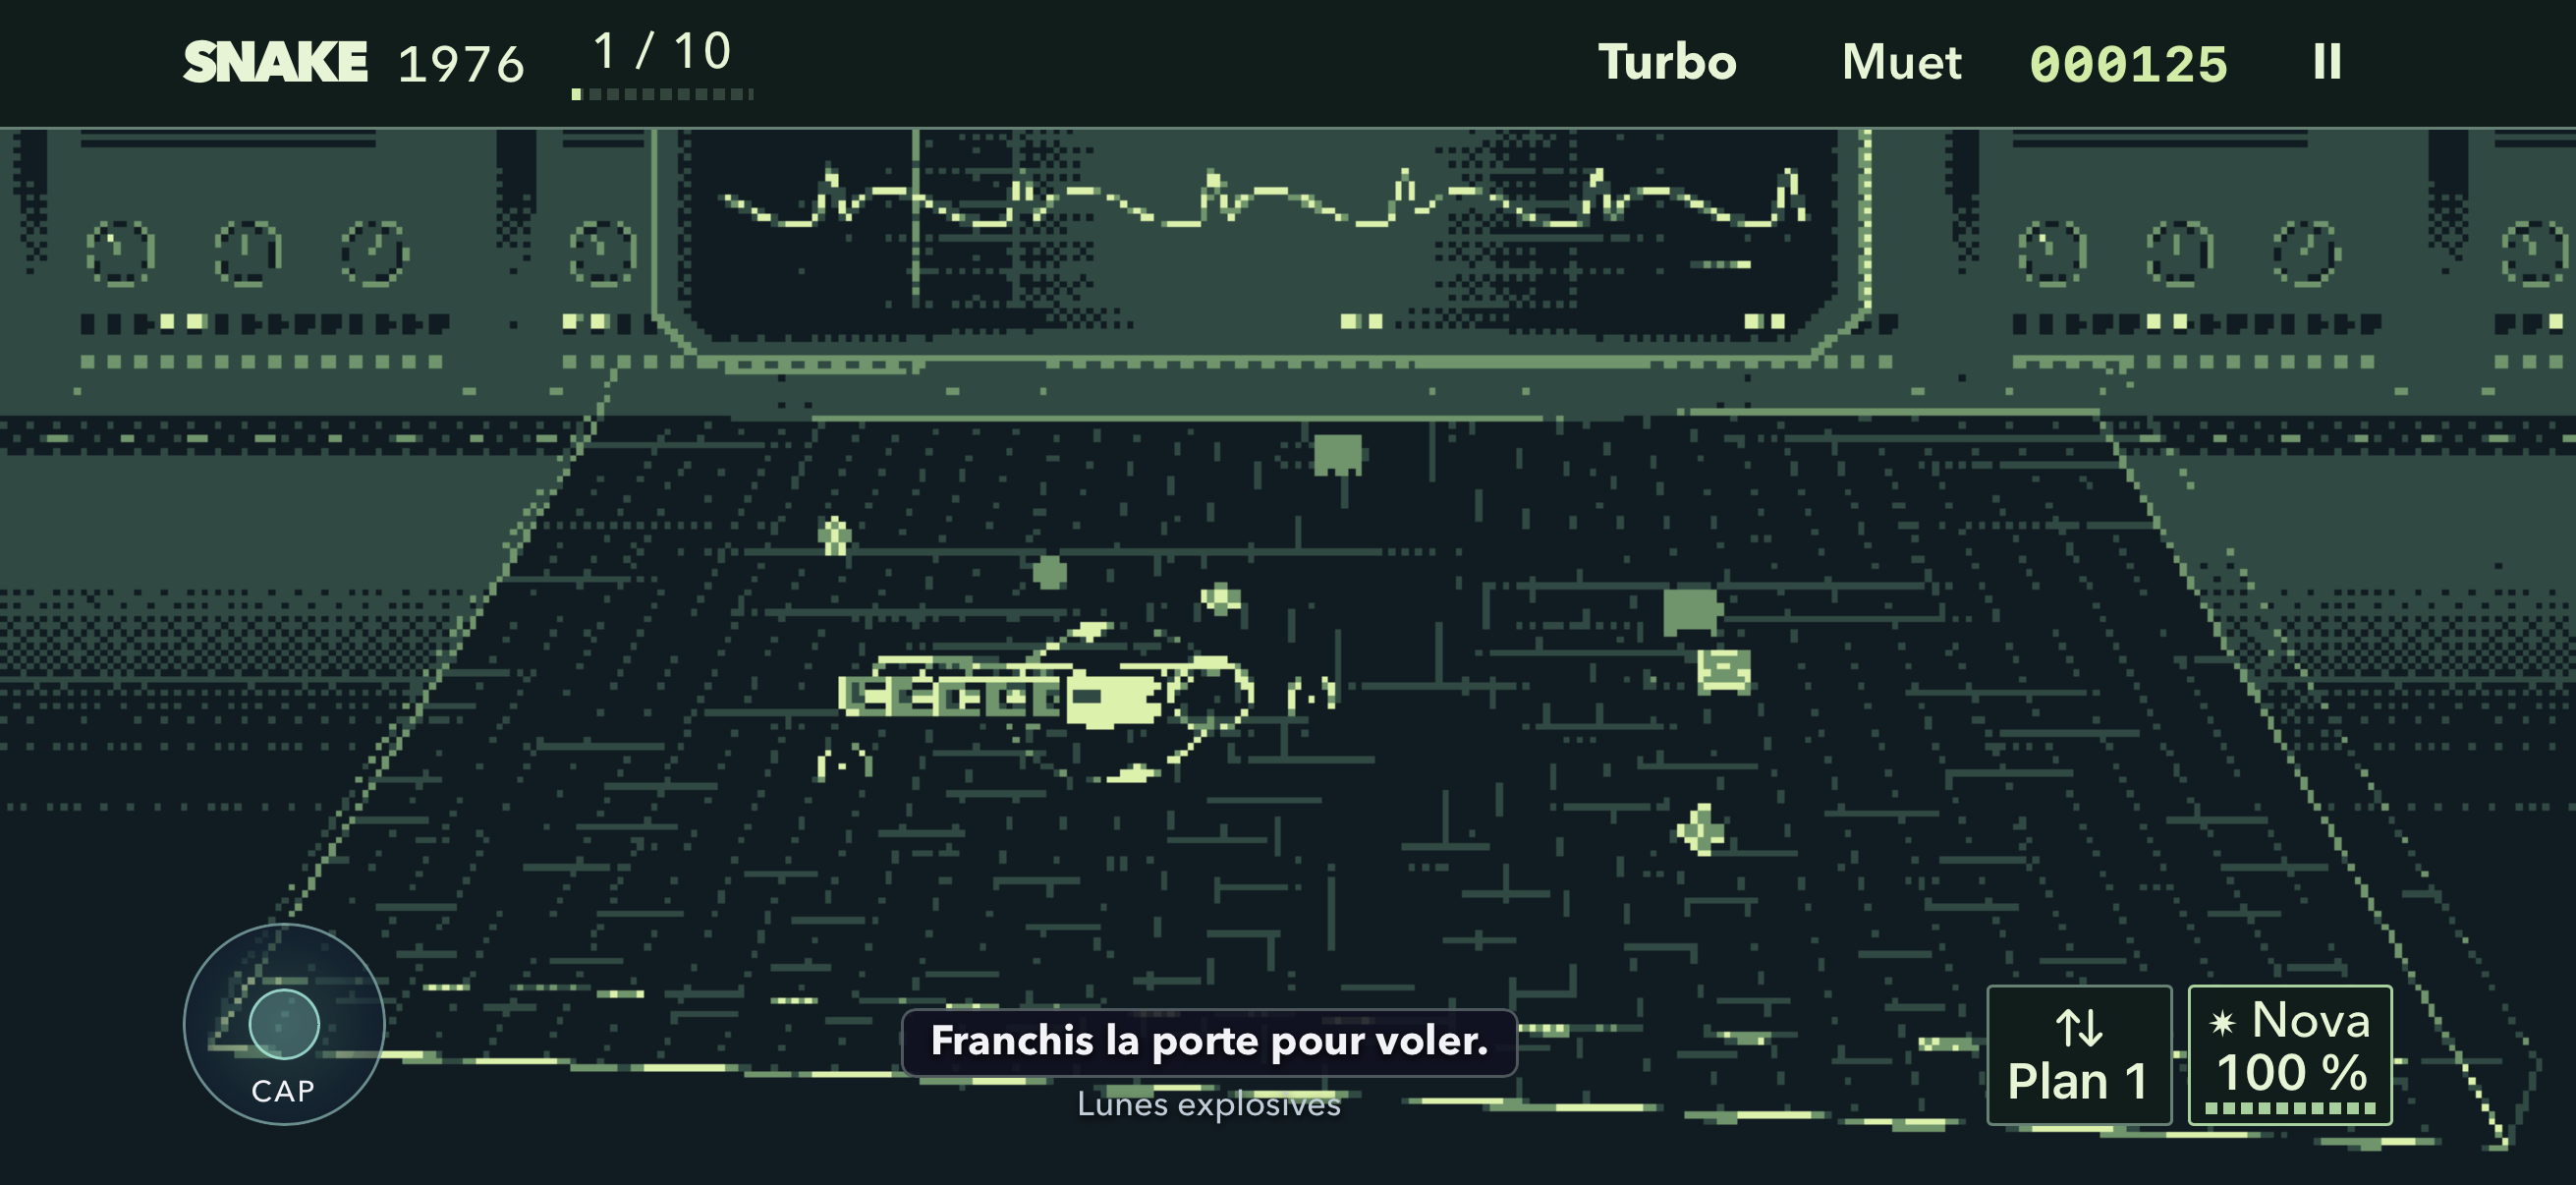 SNAKE 1976
1 / 10
Turbo
Muet
000125
II
Franchis la porte pour voler.
Lunes explosives
CAP
Plan 1
Nova
100 %